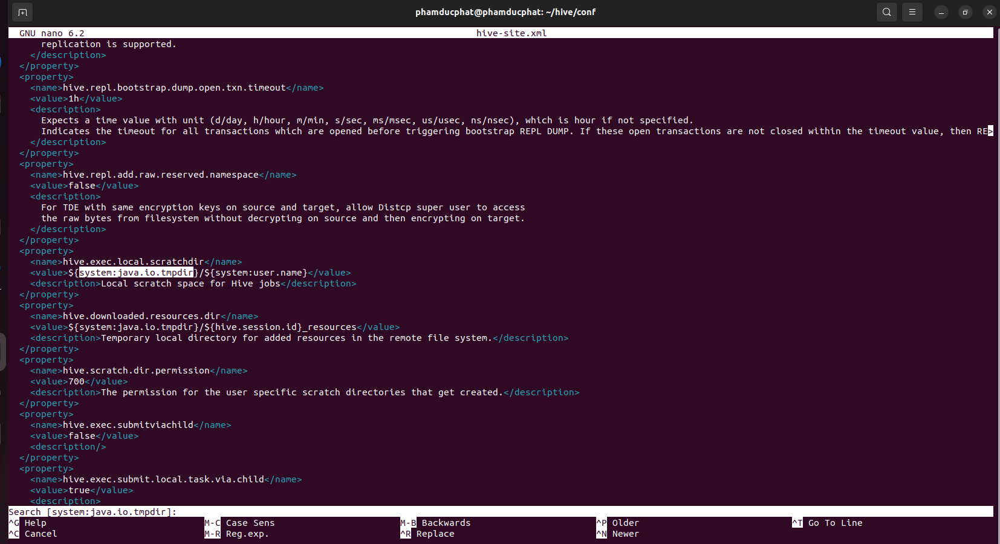 phamducphat@phamducphat: ~/hive/conf
GNU nano 6.2 hive-site.xml
replication is supported.
</description>
</property>
<property>
<name>hive.repl.bootstrap.dump.open.txn.timeout</name>
<value>1h</value>
<description>
Expects a time value with unit (d/day, h/hour, m/min, s/sec, ms/msec, us/usec, ns/nsec), which is hour if not specified.
Indicates the timeout for all transactions which are opened before triggering bootstrap REPL DUMP. If these open transactions are not closed within the timeout value, then RE>
</description>
</property>
<property>
<name>hive.repl.add.raw.reserved.namespace</name>
<value>false</value>
<description>
For TDE with same encryption keys on source and target, allow Distcp super user to access
the raw bytes from filesystem without decrypting on source and then encrypting on target.
</description>
</property>
<property>
<name>hive.exec.local.scratchdir</name>
<value>${system:java.io.tmpdir}/${system:user.name}</value>
<description>Local scratch space for Hive jobs</description>
</property>
<property>
<name>hive.downloaded.resources.dir</name>
<value>${system:java.io.tmpdir}/${hive.session.id}_resources</value>
<description>Temporary local directory for added resources in the remote file system.</description>
</property>
<property>
<name>hive.scratch.dir.permission</name>
<value>700</value>
<description>The permission for the user specific scratch directories that get created.</description>
</property>
<property>
<name>hive.exec.submitviachild</name>
<value>false</value>
<description/>
</property>
<property>
<name>hive.exec.submit.local.task.via.child</name>
<value>true</value>
<description>
Search [system:java.io.tmpdir]:
^G Help M-C Case Sens M-B Backwards ^P Older ^T Go To Line
^C Cancel M-R Reg.exp. ^R Replace ^N Newer